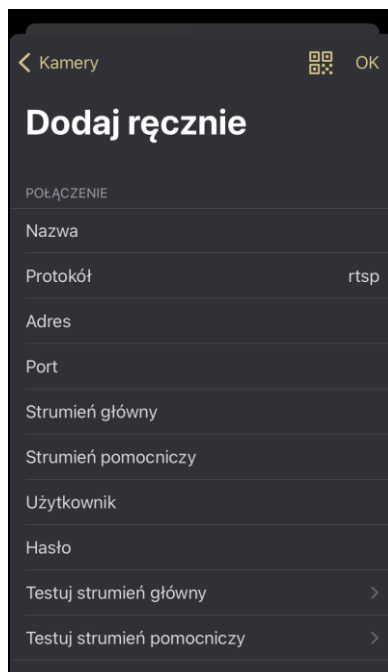 Kamery
OK
Dodaj ręcznie
POŁĄCZENIE
Nazwa
Protokół rtsp
Adres
Port
Strumień główny
Strumień pomocniczy
Użytkownik
Hasło
Testuj strumień główny
Testuj strumień pomocniczy